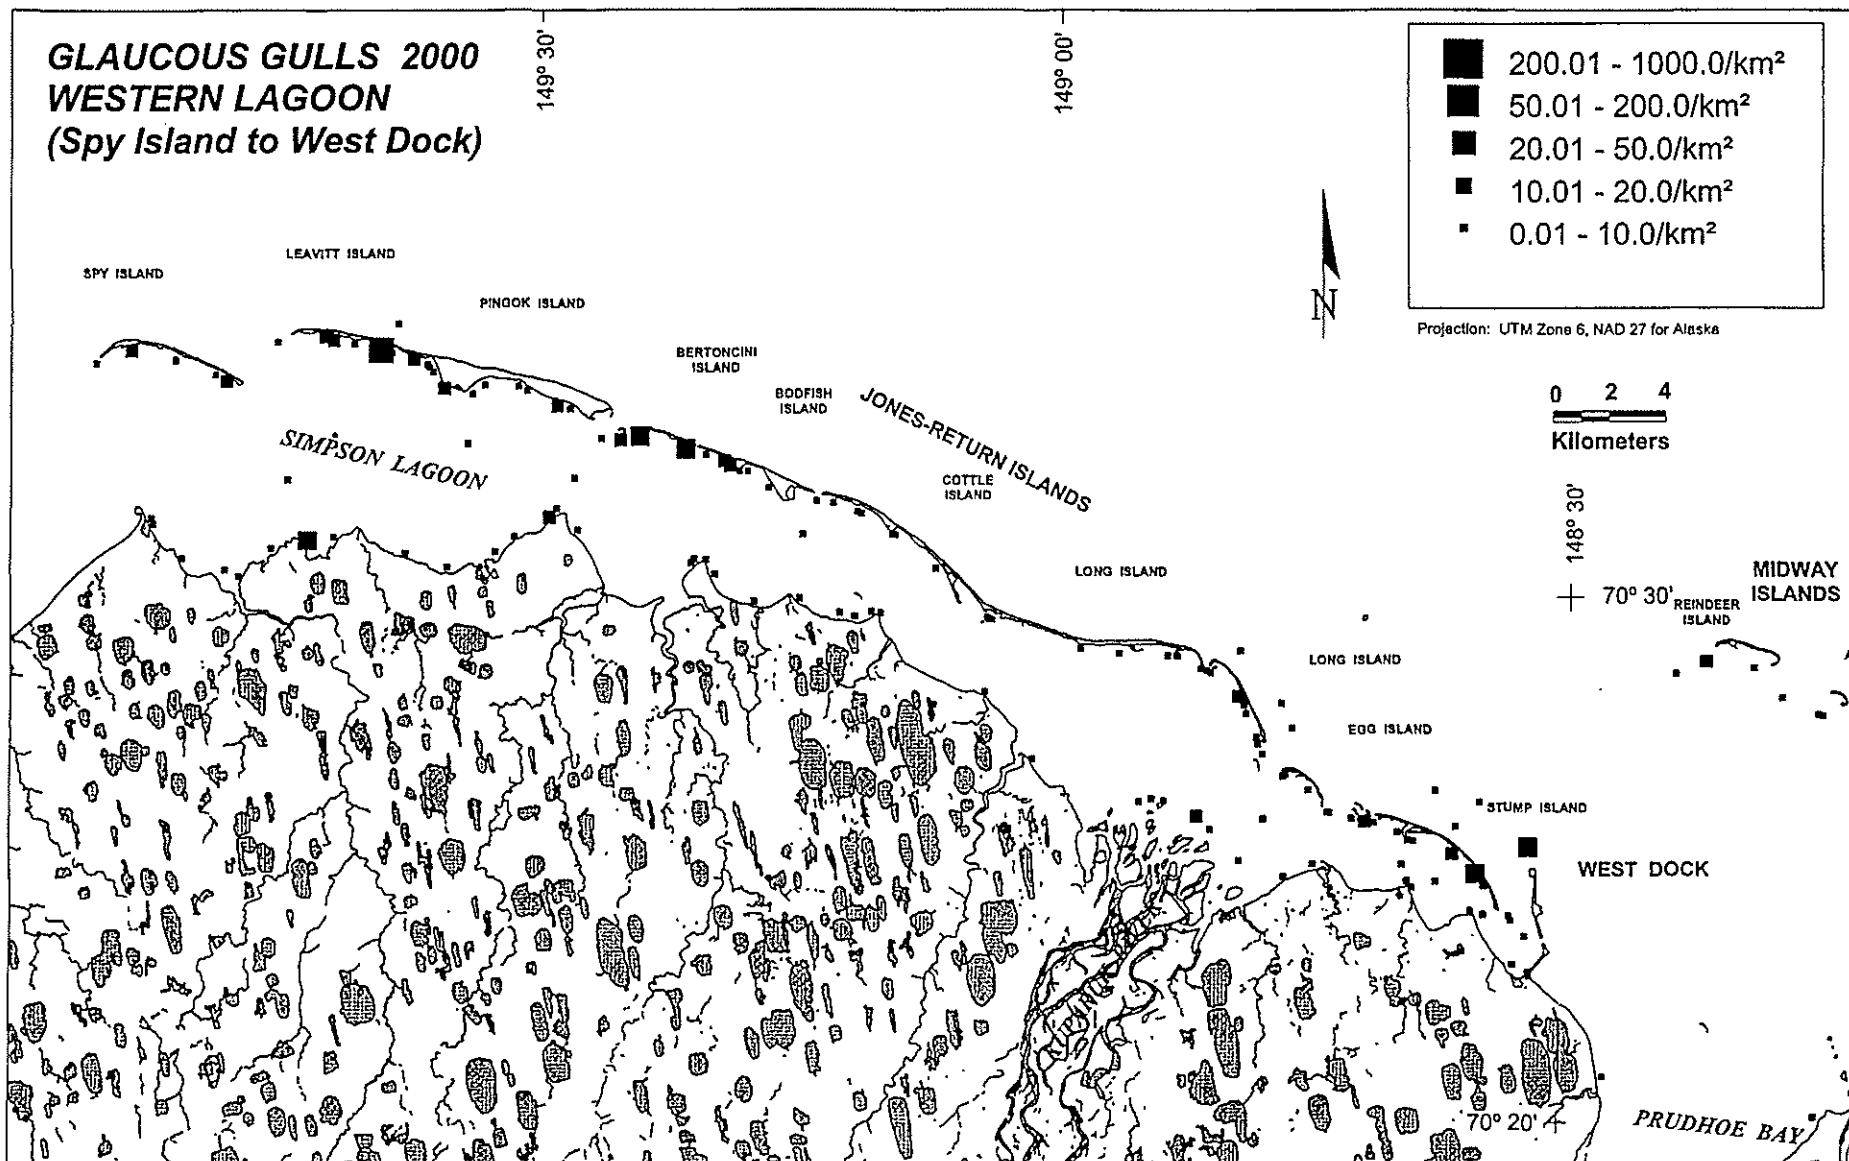 GLAUCOUS GULLS 2000
WESTERN LAGOON
(Spy Island to West Dock)
149° 30'
149° 00'
200.01 - 1000.0/km²
50.01 - 200.0/km²
20.01 - 50.0/km²
10.01 - 20.0/km²
0.01 - 10.0/km²
Projection: UTM Zone 6, NAD 27 for Alaska
N
0 2 4
Kilometers
SPY ISLAND
LEAVITT ISLAND
PINGOK ISLAND
BERTONCINI
ISLAND
BODFISH
ISLAND
JONES-RETURN ISLANDS
COTTLE
ISLAND
SIMPSON LAGOON
LONG ISLAND
148° 30'
70° 30'
MIDWAY
ISLANDS
REINDEER
ISLAND
LONG ISLAND
EGG ISLAND
STUMP ISLAND
WEST DOCK
KUPARUK RIVER
70° 20'
PRUDHOE BAY